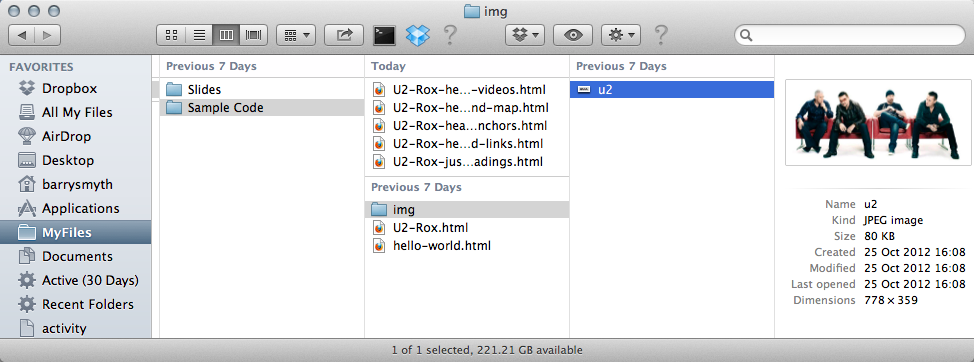 img
FAVORITES
Dropbox
All My Files
AirDrop
Desktop
barrysmyth
Applications
MyFiles
Documents
Active (30 Days)
Recent Folders
activity
Previous 7 Days
Slides
Sample Code
Today
U2-Rox-he...-videos.html
U2-Rox-he...nd-map.html
U2-Rox-hea...nchors.html
U2-Rox-he...d-links.html
U2-Rox-jus...adings.html
Previous 7 Days
img
U2-Rox.html
hello-world.html
Previous 7 Days
u2
Name u2
Kind JPEG image
Size 80 KB
Created 25 Oct 2012 16:08
Modified 25 Oct 2012 16:08
Last opened 25 Oct 2012 16:08
Dimensions 778 × 359
1 of 1 selected, 221.21 GB available